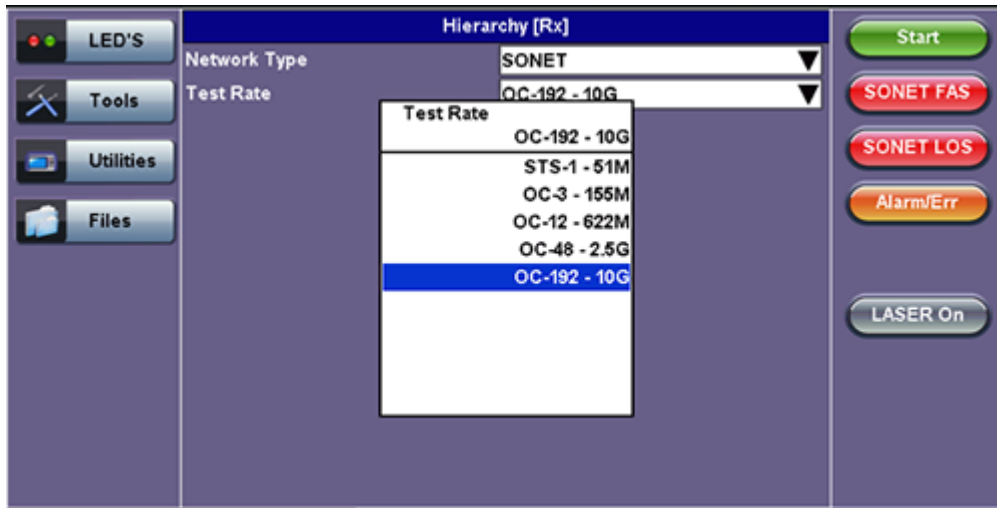 LED'S
Tools
Utilities
Files
Hierarchy [Rx]
Network Type
SONET
Test Rate
OC-192 - 10G
Test Rate
OC-192 - 10G
STS-1 - 51M
OC-3 - 155M
OC-12 - 622M
OC-48 - 2.5G
OC-192 - 10G
Start
SONET FAS
SONET LOS
Alarm/Err
LASER On